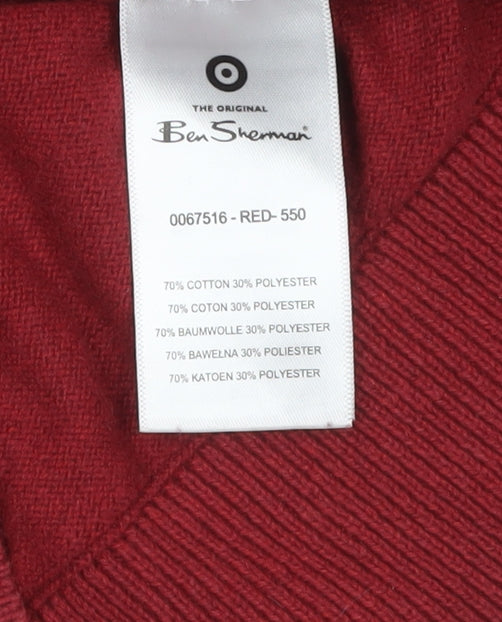 THE ORIGINAL
Ben Sherman®
0067516 - RED- 550
70% COTTON 30% POLYESTER
70% COTON 30% POLYESTER
70% BAUMWOLLE 30% POLYESTER
70% BAWEŁNA 30% POLIESTER
70% KATOEN 30% POLYESTER